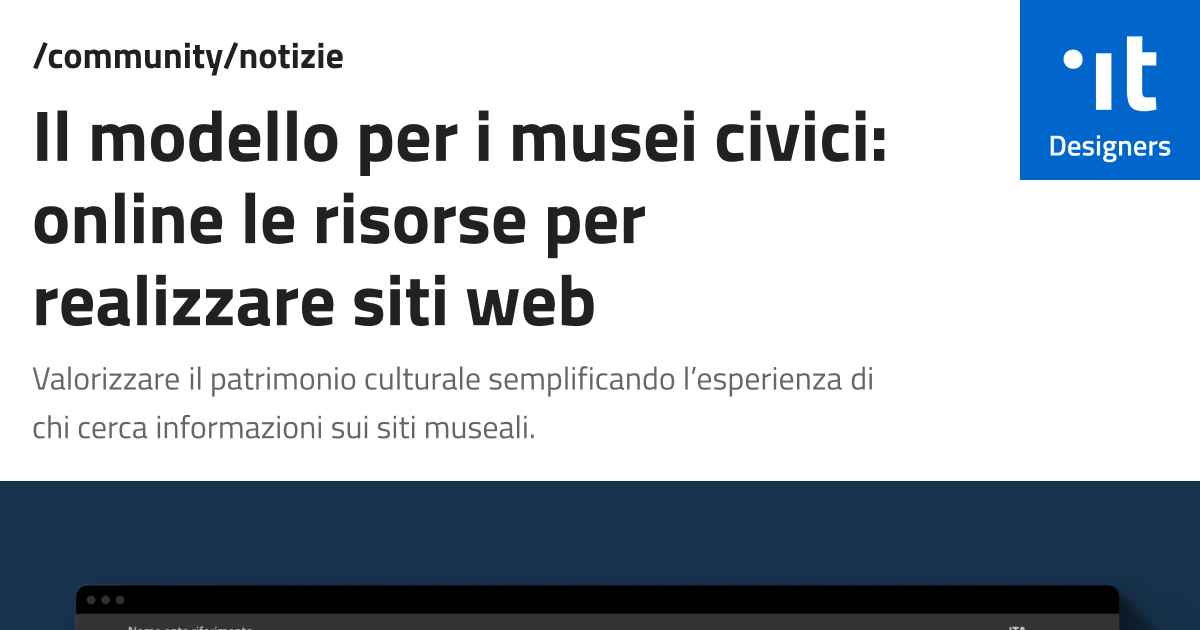 /community/notizie
Il modello per i musei civici:
online le risorse per
realizzare siti web
Valorizzare il patrimonio culturale semplificando l’esperienza di
chi cerca informazioni sui siti museali.
it
Designers
Nome ente riferimento
ITA